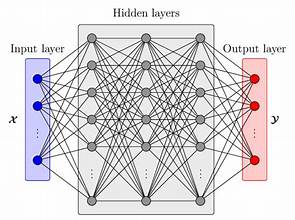 Hidden layers
Input layer
Output layer
x
y